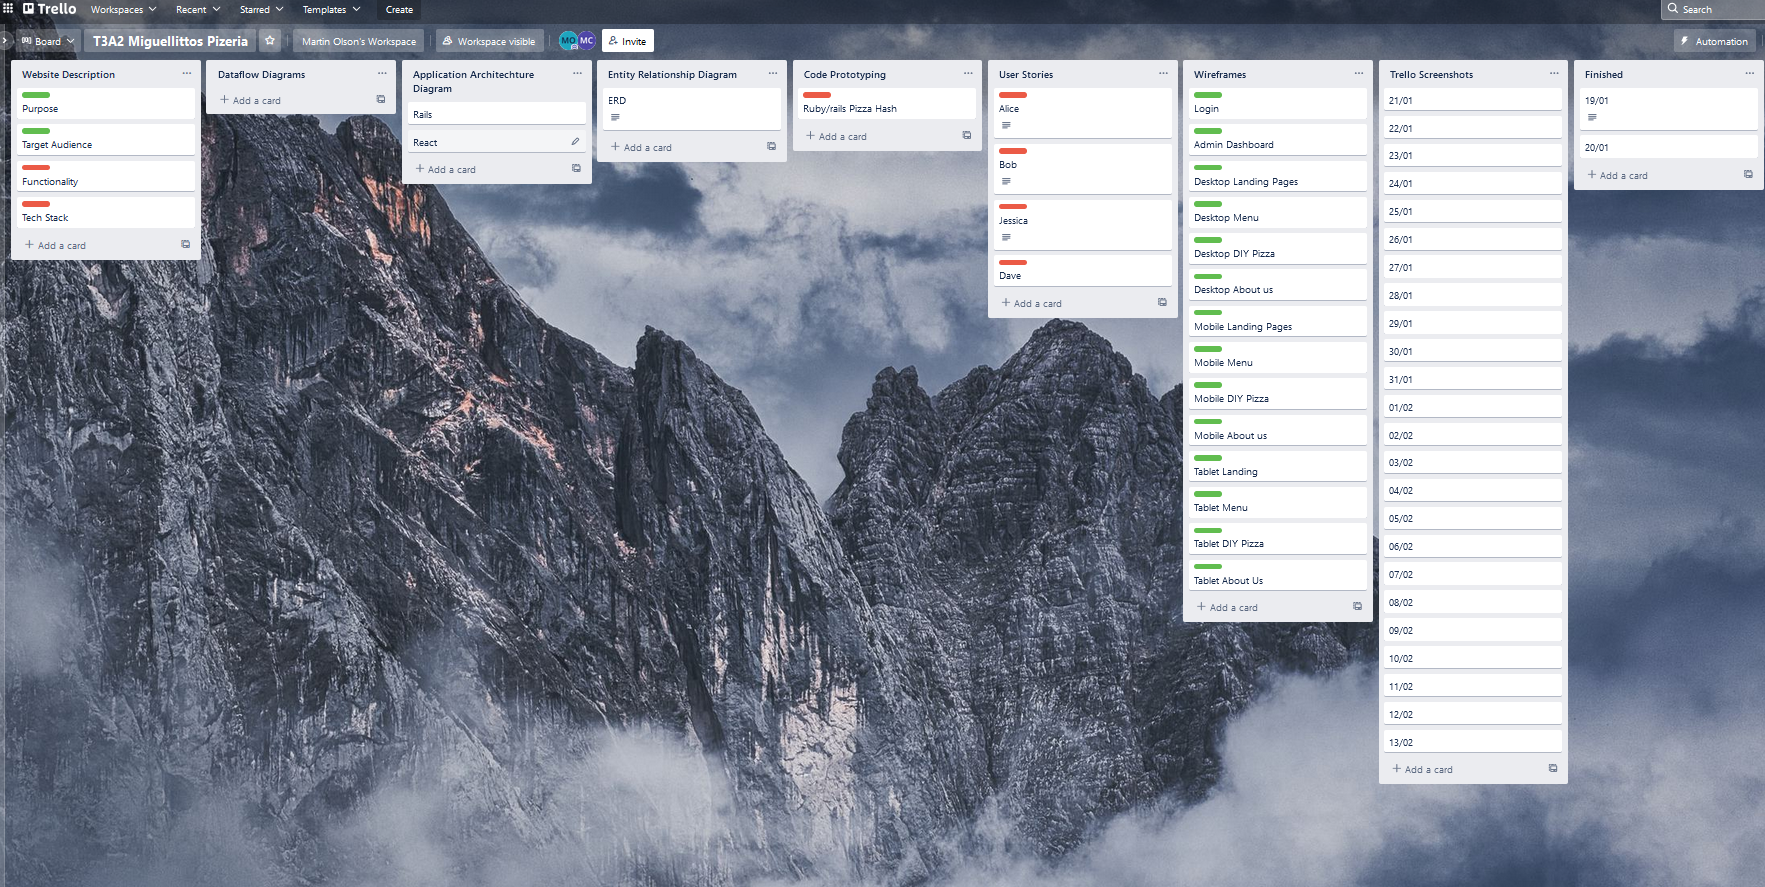 Trello
Workspaces
Recent
Starred
Templates
Create
Search
Board
T3A2 Miguellittos Pizeria
Martin Olson's Workspace
Workspace visible
MO
MC
Invite
Automation
Website Description
Purpose
Target Audience
Functionality
Tech Stack
+ Add a card
Dataflow Diagrams
+ Add a card
Application Architechture
Diagram
Rails
React
+ Add a card
Entity Relationship Diagram
ERD
+ Add a card
Code Prototyping
Ruby/rails Pizza Hash
+ Add a card
User Stories
Alice
Bob
Jessica
Dave
+ Add a card
Wireframes
Login
Admin Dashboard
Desktop Landing Pages
Desktop Menu
Desktop DIY Pizza
Desktop About us
Mobile Landing Pages
Mobile Menu
Mobile DIY Pizza
Mobile About us
Tablet Landing
Tablet Menu
Tablet DIY Pizza
Tablet About Us
+ Add a card
Trello Screenshots
21/01
22/01
23/01
24/01
25/01
26/01
27/01
28/01
29/01
30/01
31/01
01/02
02/02
03/02
04/02
05/02
06/02
07/02
08/02
09/02
10/02
11/02
12/02
13/02
+ Add a card
Finished
19/01
20/01
+ Add a card